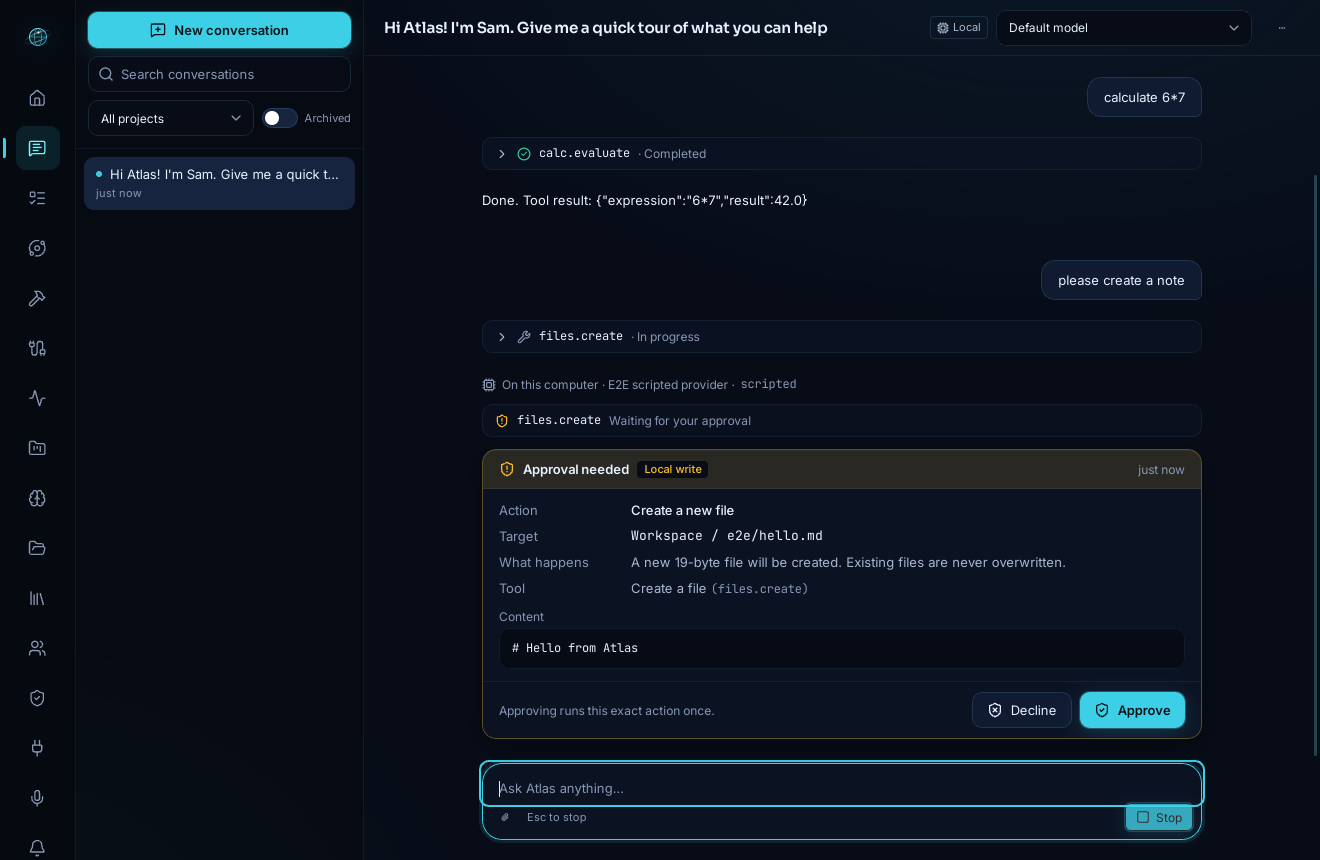 New conversation
Search conversations
All projects
Archived
Hi Atlas! I'm Sam. Give me a quick t...
just now
Hi Atlas! I'm Sam. Give me a quick tour of what you can help
Local
Default model
calculate 6*7
calc.evaluate · Completed
Done. Tool result: {"expression":"6*7","result":42.0}
please create a note
files.create · In progress
On this computer · E2E scripted provider · scripted
files.create Waiting for your approval
Approval needed Local write just now
Action Create a new file
Target Workspace / e2e/hello.md
What happens A new 19-byte file will be created. Existing files are never overwritten.
Tool Create a file (files.create)
Content
# Hello from Atlas
Approving runs this exact action once.
Decline
Approve
Ask Atlas anything...
Esc to stop
Stop